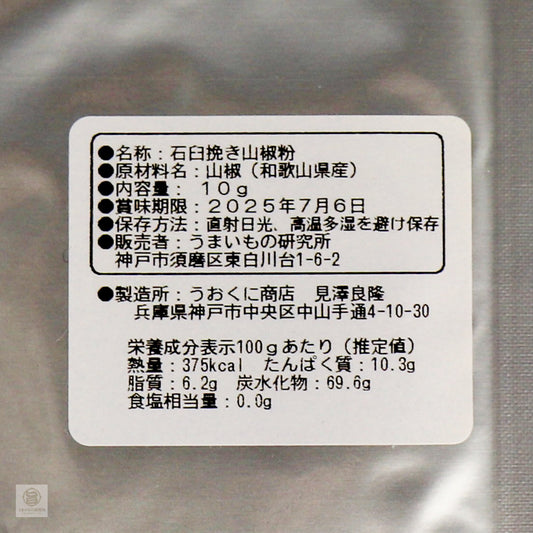 ●名称：石臼挽き山椒粉
●原材料名：山椒（和歌山県産）
●内容量： １０ｇ
●賞味期限：２０２５年７月６日
●保存方法：直射日光、高温多湿を避け保存
●販売者：うまいもの研究所
神戸市須磨区東白川台1-6-2
●製造所：うおくに商店 見澤良隆
兵庫県神戸市中央区中山手通4-10-30
栄養成分表示100ｇあたり（推定値）
熱量：375kcal たんぱく質：10.3g
脂質：6.2g 炭水化物：69.6g
食塩相当量：0.0g